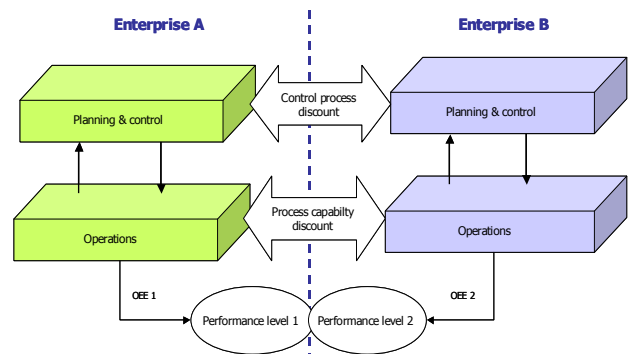 Enterprise A
Enterprise B
Planning & control
Control process
discount
Planning & control
Operations
Process capabilty
discount
Operations
OEE 1
OEE 2
Performance level 1
Performance level 2